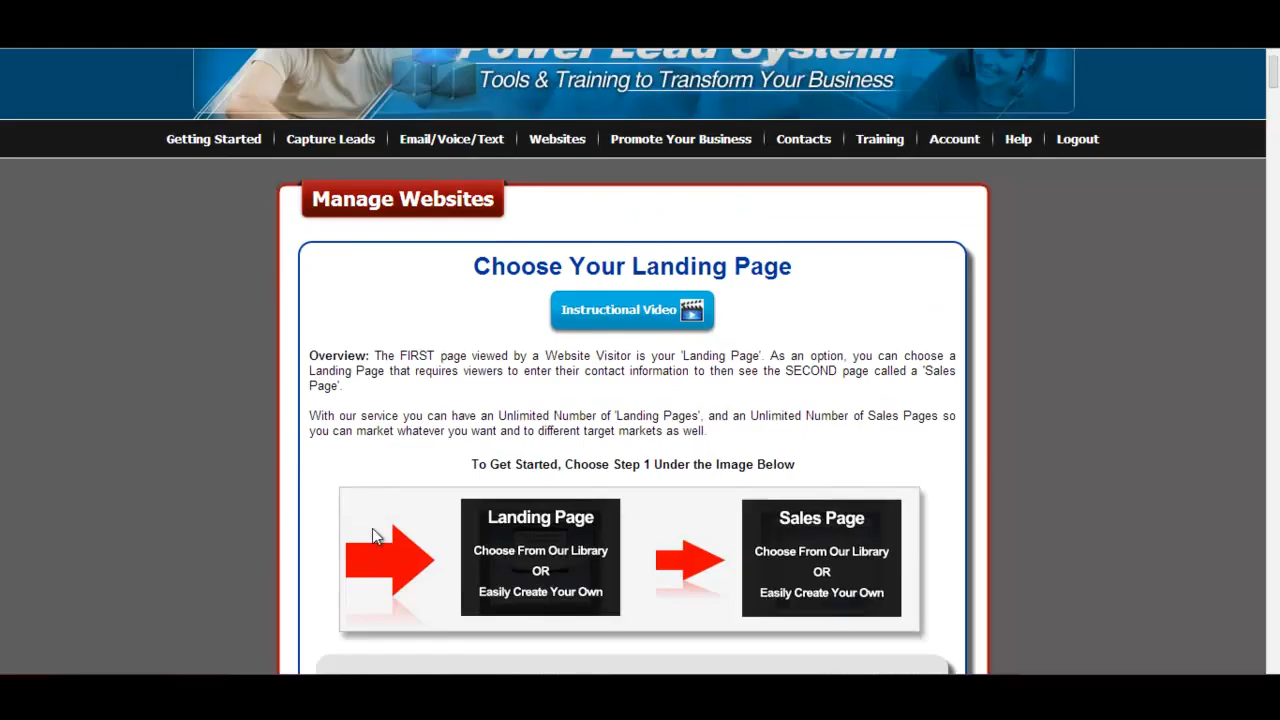 Power Lead System
Tools & Training to Transform Your Business
Getting Started Capture Leads Email/Voice/Text Websites Promote Your Business Contacts Training Account Help Logout
Manage Websites
Choose Your Landing Page
Instructional Video
Overview: The FIRST page viewed by a Website Visitor is your 'Landing Page'. As an option, you can choose a
Landing Page that requires viewers to enter their contact information to then see the SECOND page called a 'Sales
Page'.
With our service you can have an Unlimited Number of 'Landing Pages', and an Unlimited Number of Sales Pages so
you can market whatever you want and to different target markets as well.
To Get Started, Choose Step 1 Under the Image Below
Landing Page
Choose From Our Library
OR
Easily Create Your Own
Sales Page
Choose From Our Library
OR
Easily Create Your Own